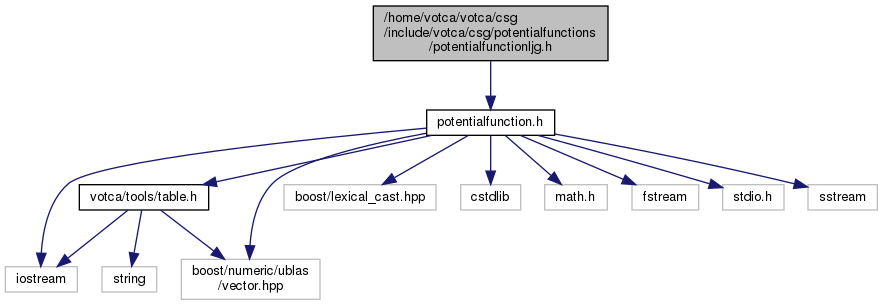 /home/votca/votca/csg
/include/votca/csg/potentialfunctions
/potentialfunctionljg.h
potentialfunction.h
votca/tools/table.h
boost/lexical_cast.hpp
cstdlib
math.h
fstream
stdio.h
sstream
iostream
string
boost/numeric/ublas
/vector.hpp